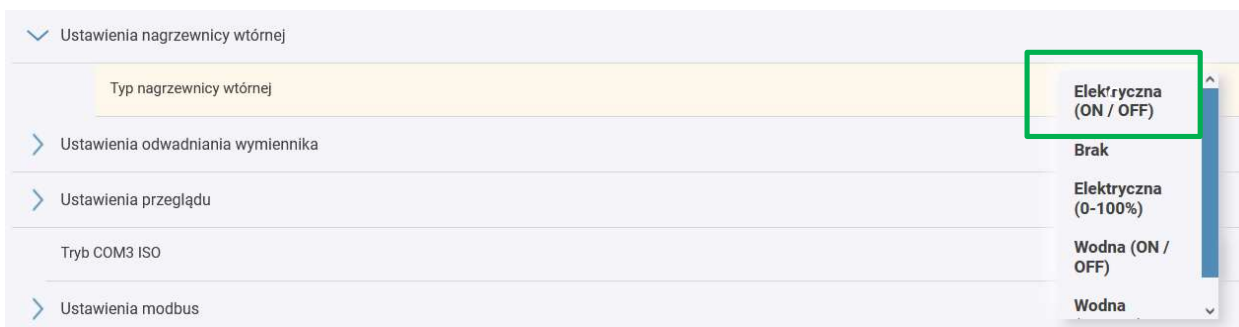 Ustawienia nagrzewnicy wtórnej
Typ nagrzewnicy wtórnej
Elektryczna
(ON / OFF)
Ustawienia odwadniania wymiennika
Brak
Ustawienia przeglądu
Elektryczna
(0-100%)
Tryb COM3 ISO
Wodna (ON /
OFF)
Ustawienia modbus
Wodna